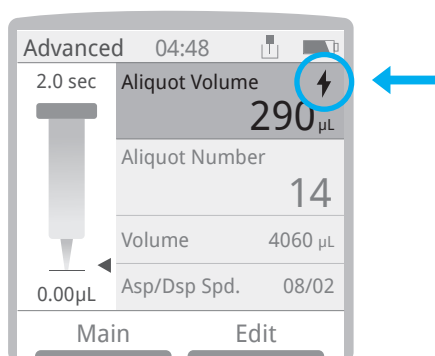 Advanced 04:48
2.0 sec
Aliquot Volume
290 µL
Aliquot Number
14
Volume 4060 µL
Asp/Dsp Spd. 08/02
0.00µL
Main Edit